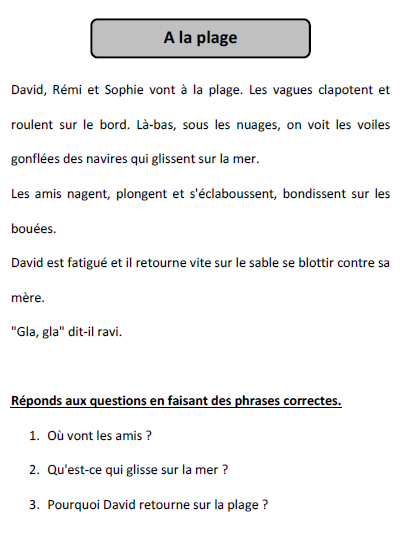 A la plage
David, Rémi et Sophie vont à la plage. Les vagues clapotent et
roulent sur le bord. Là-bas, sous les nuages, on voit les voiles
gonflées des navires qui glissent sur la mer.
Les amis nagent, plongent et s'éclaboussent, bondissent sur les
bouées.
David est fatigué et il retourne vite sur le sable se blottir contre sa
mère.
"Gla, gla" dit-il ravi.
Réponds aux questions en faisant des phrases correctes.
1. Où vont les amis ?
2. Qu'est-ce qui glisse sur la mer ?
3. Pourquoi David retourne sur la plage ?